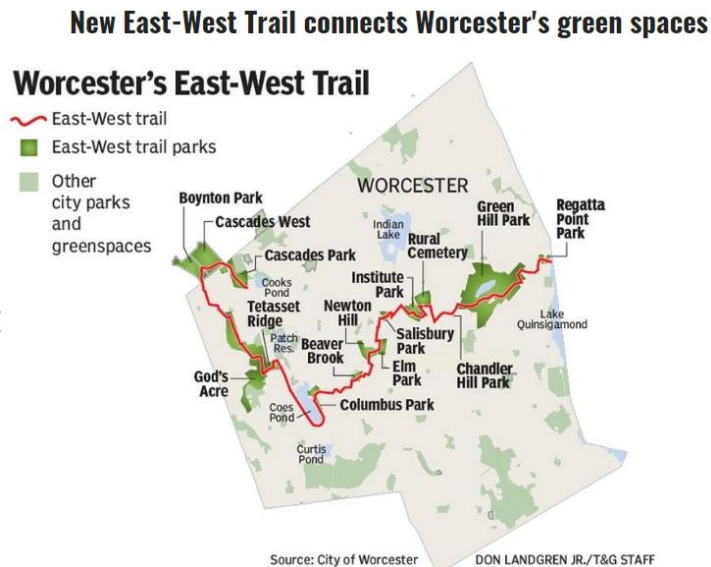 New East-West Trail connects Worcester's green spaces
Worcester's East-West Trail
East-West trail
East-West trail parks
Other
city parks
and
greenspaces
WORCESTER
Boynton Park
Cascades West
Cascades Park
Cooks
Pond
Indian
Lake
Rural
Cemetery
Green
Hill Park
Regatta
Point
Park
Institute
Park
Tetasset
Ridge
Newton
Hill
Patch
Res.
Beaver
Brook
Salisbury
Park
Lake
Quinsigamond
Elm
Park
Chandler
Hill Park
God's
Acre
Coes
Pond
Columbus Park
Curtis
Pond
Source: City of Worcester
DON LANDGREN JR./T&G STAFF